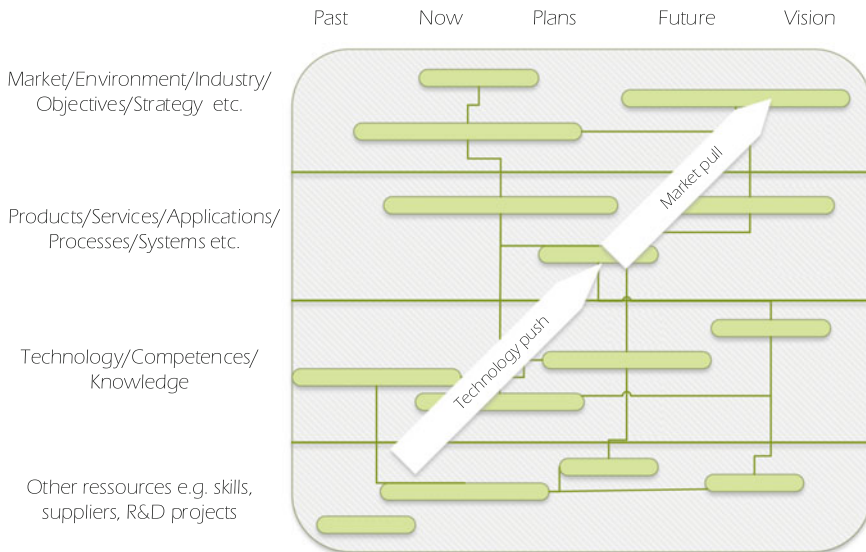 Past Now Plans Future Vision
Market/Environment/Industry/
Objectives/Strategy etc.
Market pull
Products/Services/Applications/
Processes/Systems etc.
Technology push
Technology/Competences/
Knowledge
Other ressources e.g. skills,
suppliers, R&D projects